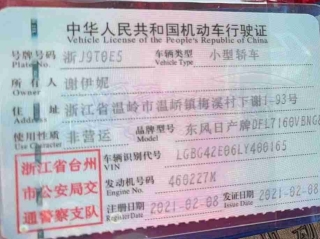 中华人民共和国机动车行驶证
Vehicle License of the People's Republic of China
号牌号码 浙J9T0E5 车辆类型 小型轿车
Plate No. Vehicle Type
所有人 谢伊妮
Owner
住址 浙江省温岭市温峤镇梅溪村下谢1-93号
Address
使用性质 非营运 品牌型号 东风日产牌DFL7160VBNG
Use Character Model
浙江省台州
市公安局交
通警察支队
车辆识别代号 LGBG42E06LY400165
VIN
发动机号码 460227W
Engine No.
注册日期 2021-02-08 发证日期 2021-02-08
Register Date Issue Date